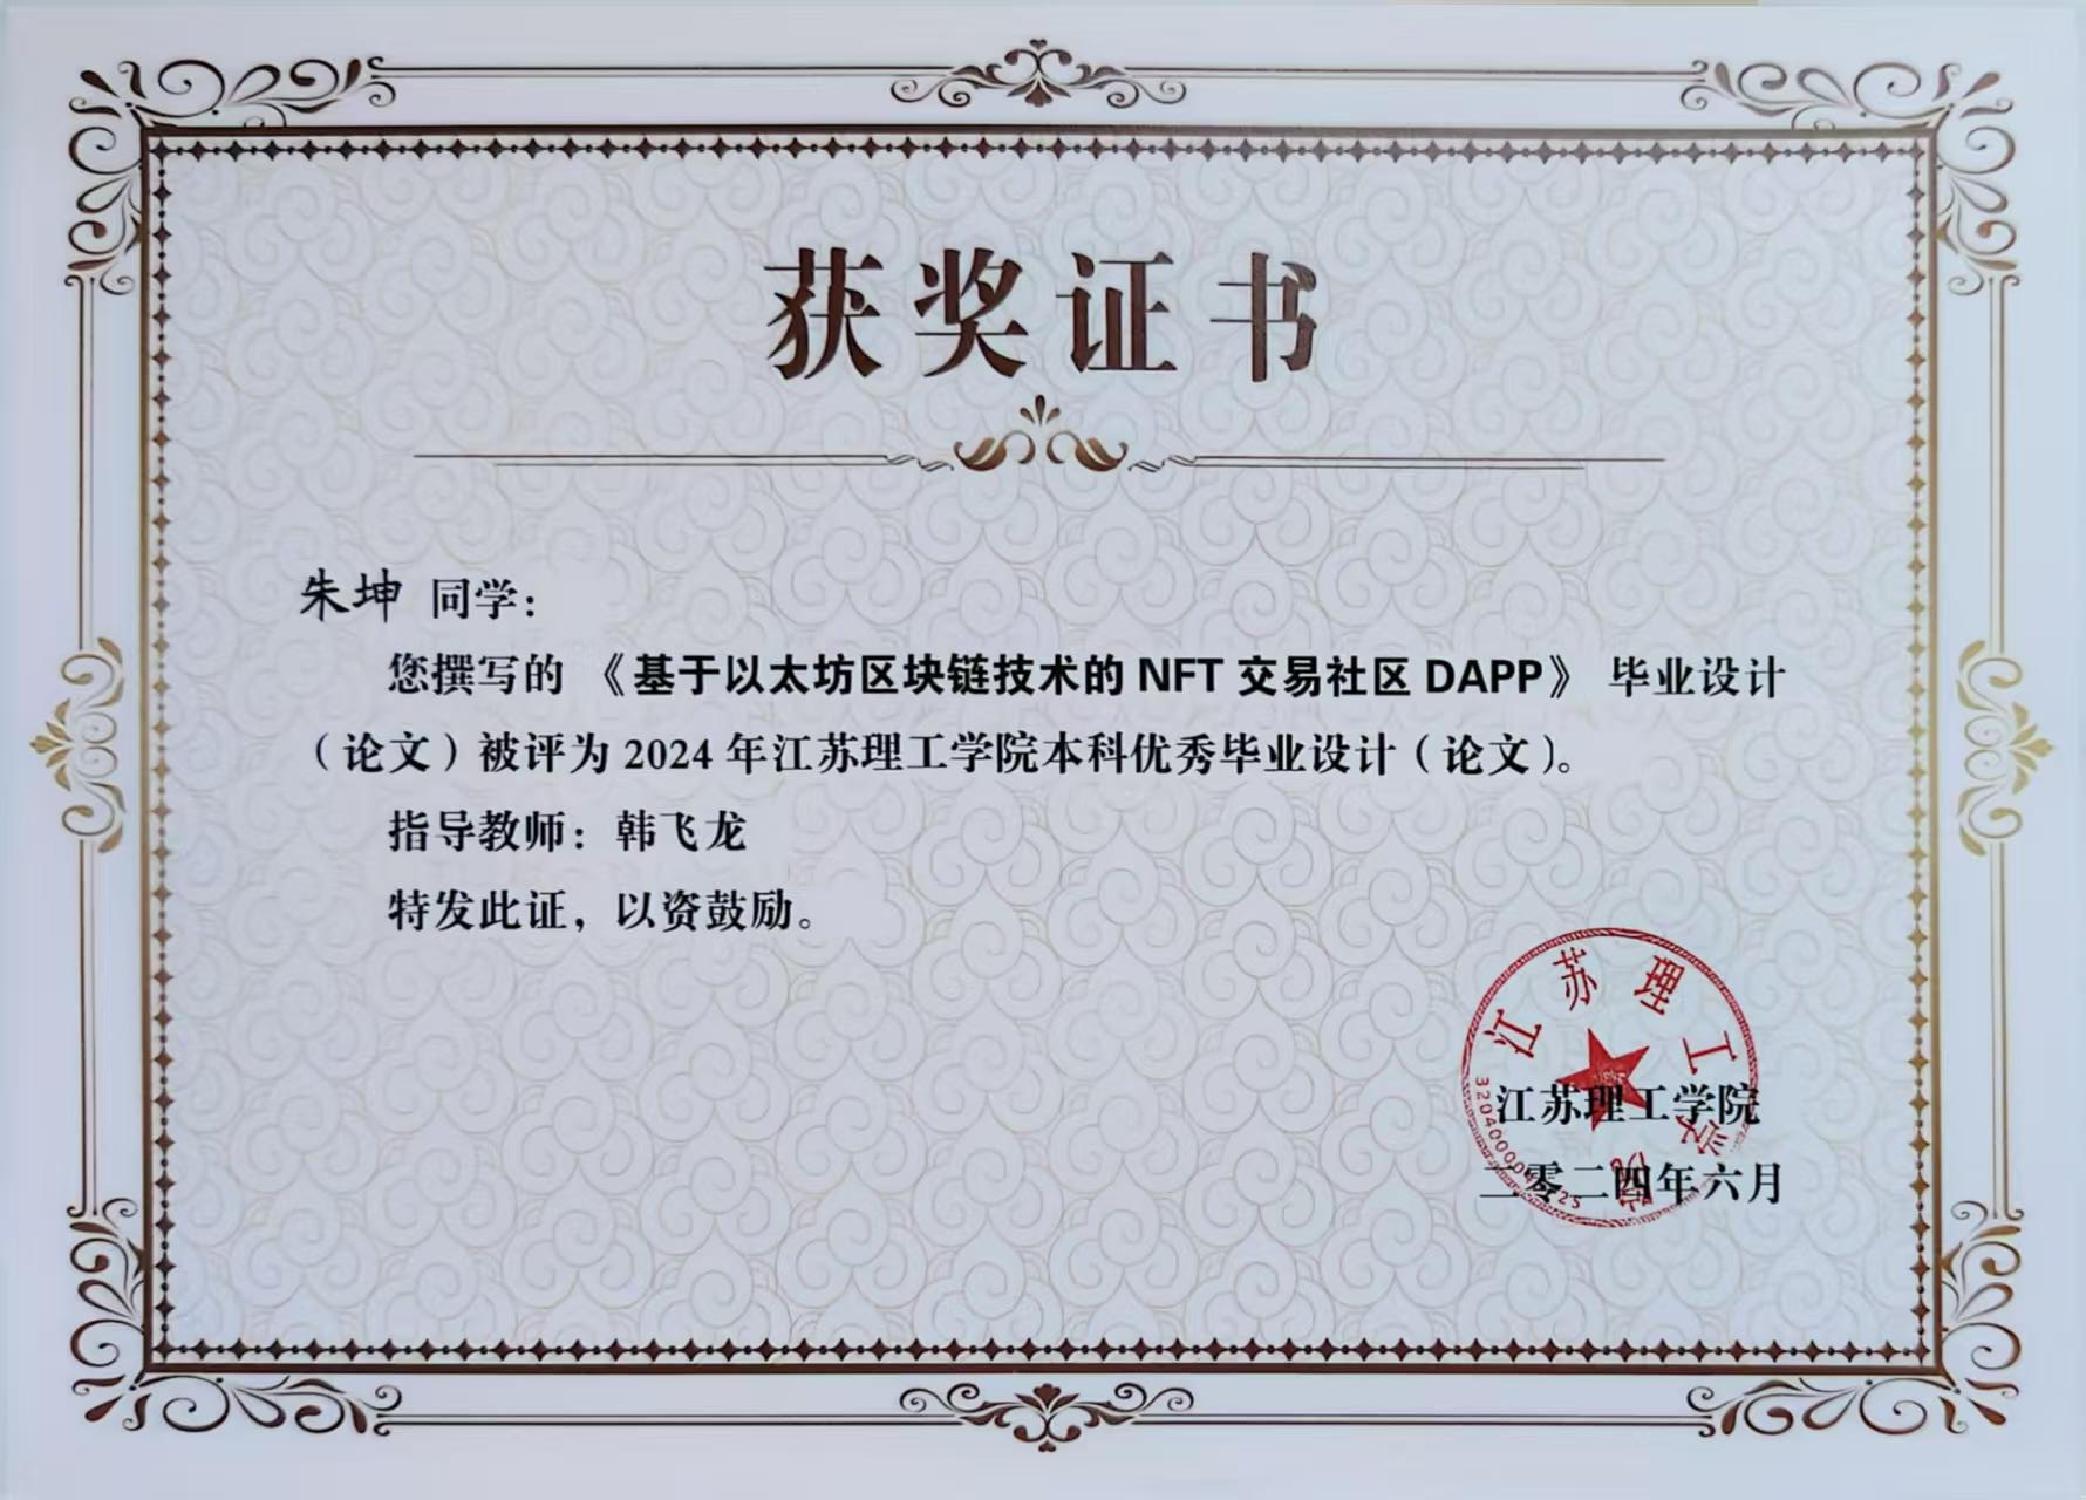 获奖证书
朱坤 同学：
您撰写的 《基于以太坊区块链技术的 NFT 交易社区 DAPP》 毕业设计
（论文）被评为 2024 年江苏理工学院本科优秀毕业设计（论文）。
指导教师：韩飞龙
特发此证，以资鼓励。
江苏理工学院
江苏理工学院
二零二四年六月